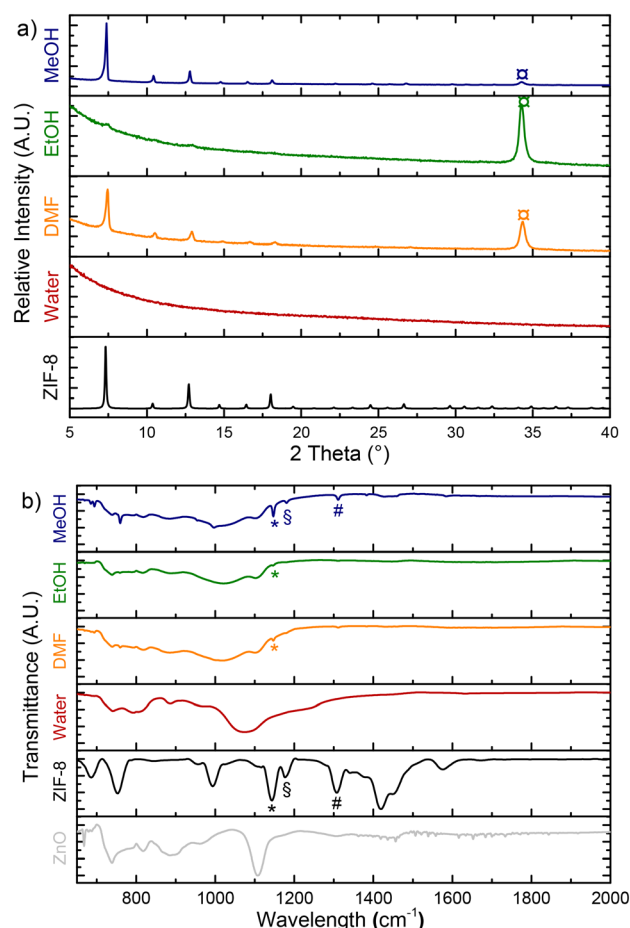 a)
Relative Intensity (A.U.)
MeOH
¤
EtOH
¤
DMF
¤
Water
ZIF-8
5 10 15 20 25 30 35 40
2 Theta (°)
b)
Transmittance (A.U.)
MeOH
* § #
EtOH
*
DMF
*
Water
ZIF-8
* § #
ZnO
800 1000 1200 1400 1600 1800 2000
Wavelength (cm⁻¹)